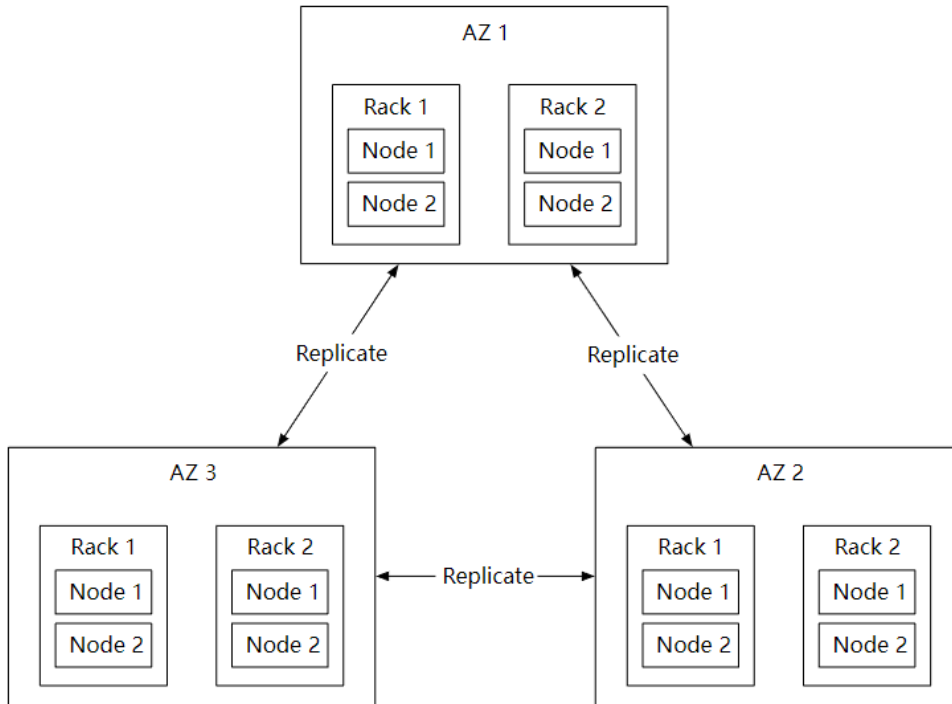 AZ 1
Rack 1
Node 1
Node 2
Rack 2
Node 1
Node 2
Replicate
Replicate
AZ 3
Rack 1
Node 1
Node 2
Rack 2
Node 1
Node 2
Replicate
AZ 2
Rack 1
Node 1
Node 2
Rack 2
Node 1
Node 2